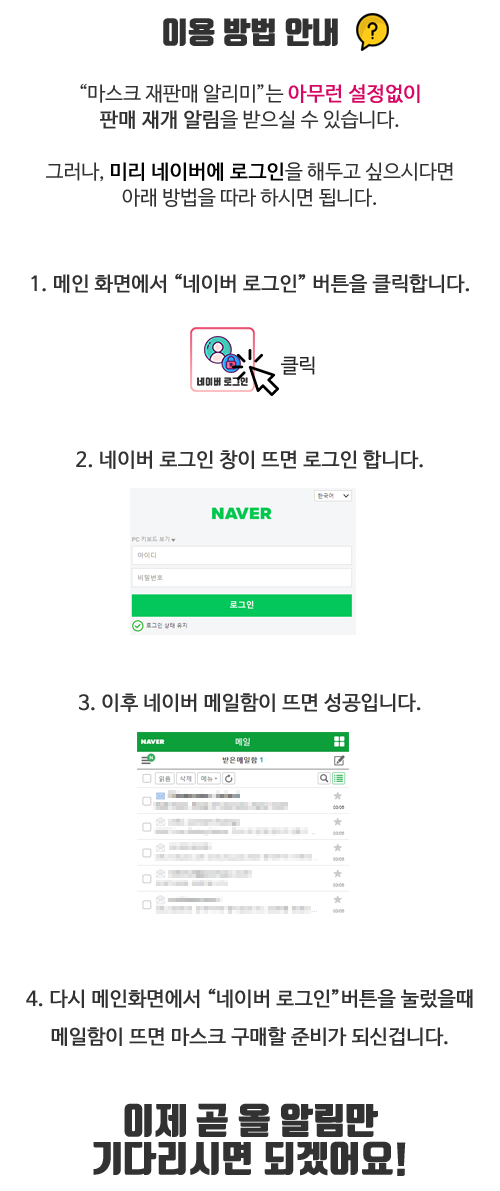 이용 방법 안내 ?
“마스크 재판매 알리미”는 아무런 설정없이
판매 재개 알림을 받으실 수 있습니다.
그러나, 미리 네이버에 로그인을 해두고 싶으시다면
아래 방법을 따라 하시면 됩니다.
1. 메인 화면에서 “네이버 로그인” 버튼을 클릭합니다.
네이버 로그인
클릭
2. 네이버 로그인 창이 뜨면 로그인 합니다.
한국어
NAVER
PC 키보드 보기
아이디
비밀번호
로그인
로그인 상태 유지
3. 이후 네이버 메일함이 뜨면 성공입니다.
NAVER 메일
받은메일함 1
읽음 삭제 메뉴
03:06
03:06
03:06
03:06
03:06
4. 다시 메인화면에서 “네이버 로그인”버튼을 눌렀을때
메일함이 뜨면 마스크 구매할 준비가 되신겁니다.
이제 곧 올 알림만
기다리시면 되겠어요!